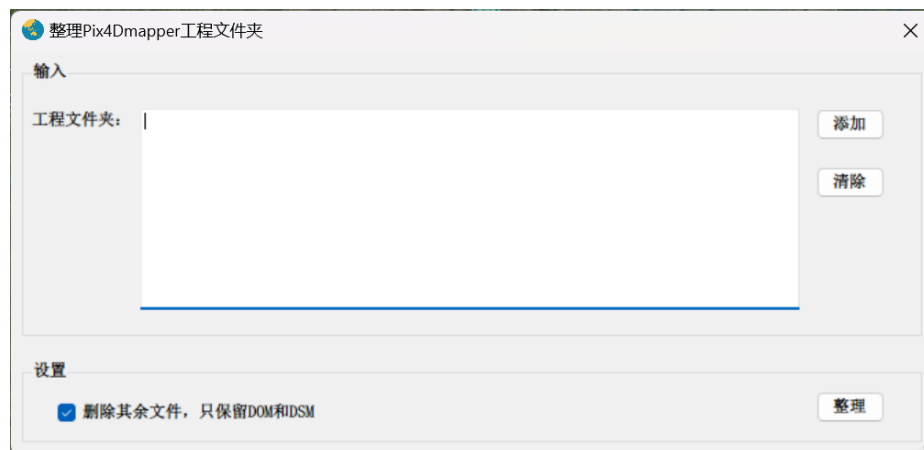 整理Pix4Dmapper工程文件夹
输入
工程文件夹：
添加
清除
设置
删除其余文件，只保留DOM和DSM
整理